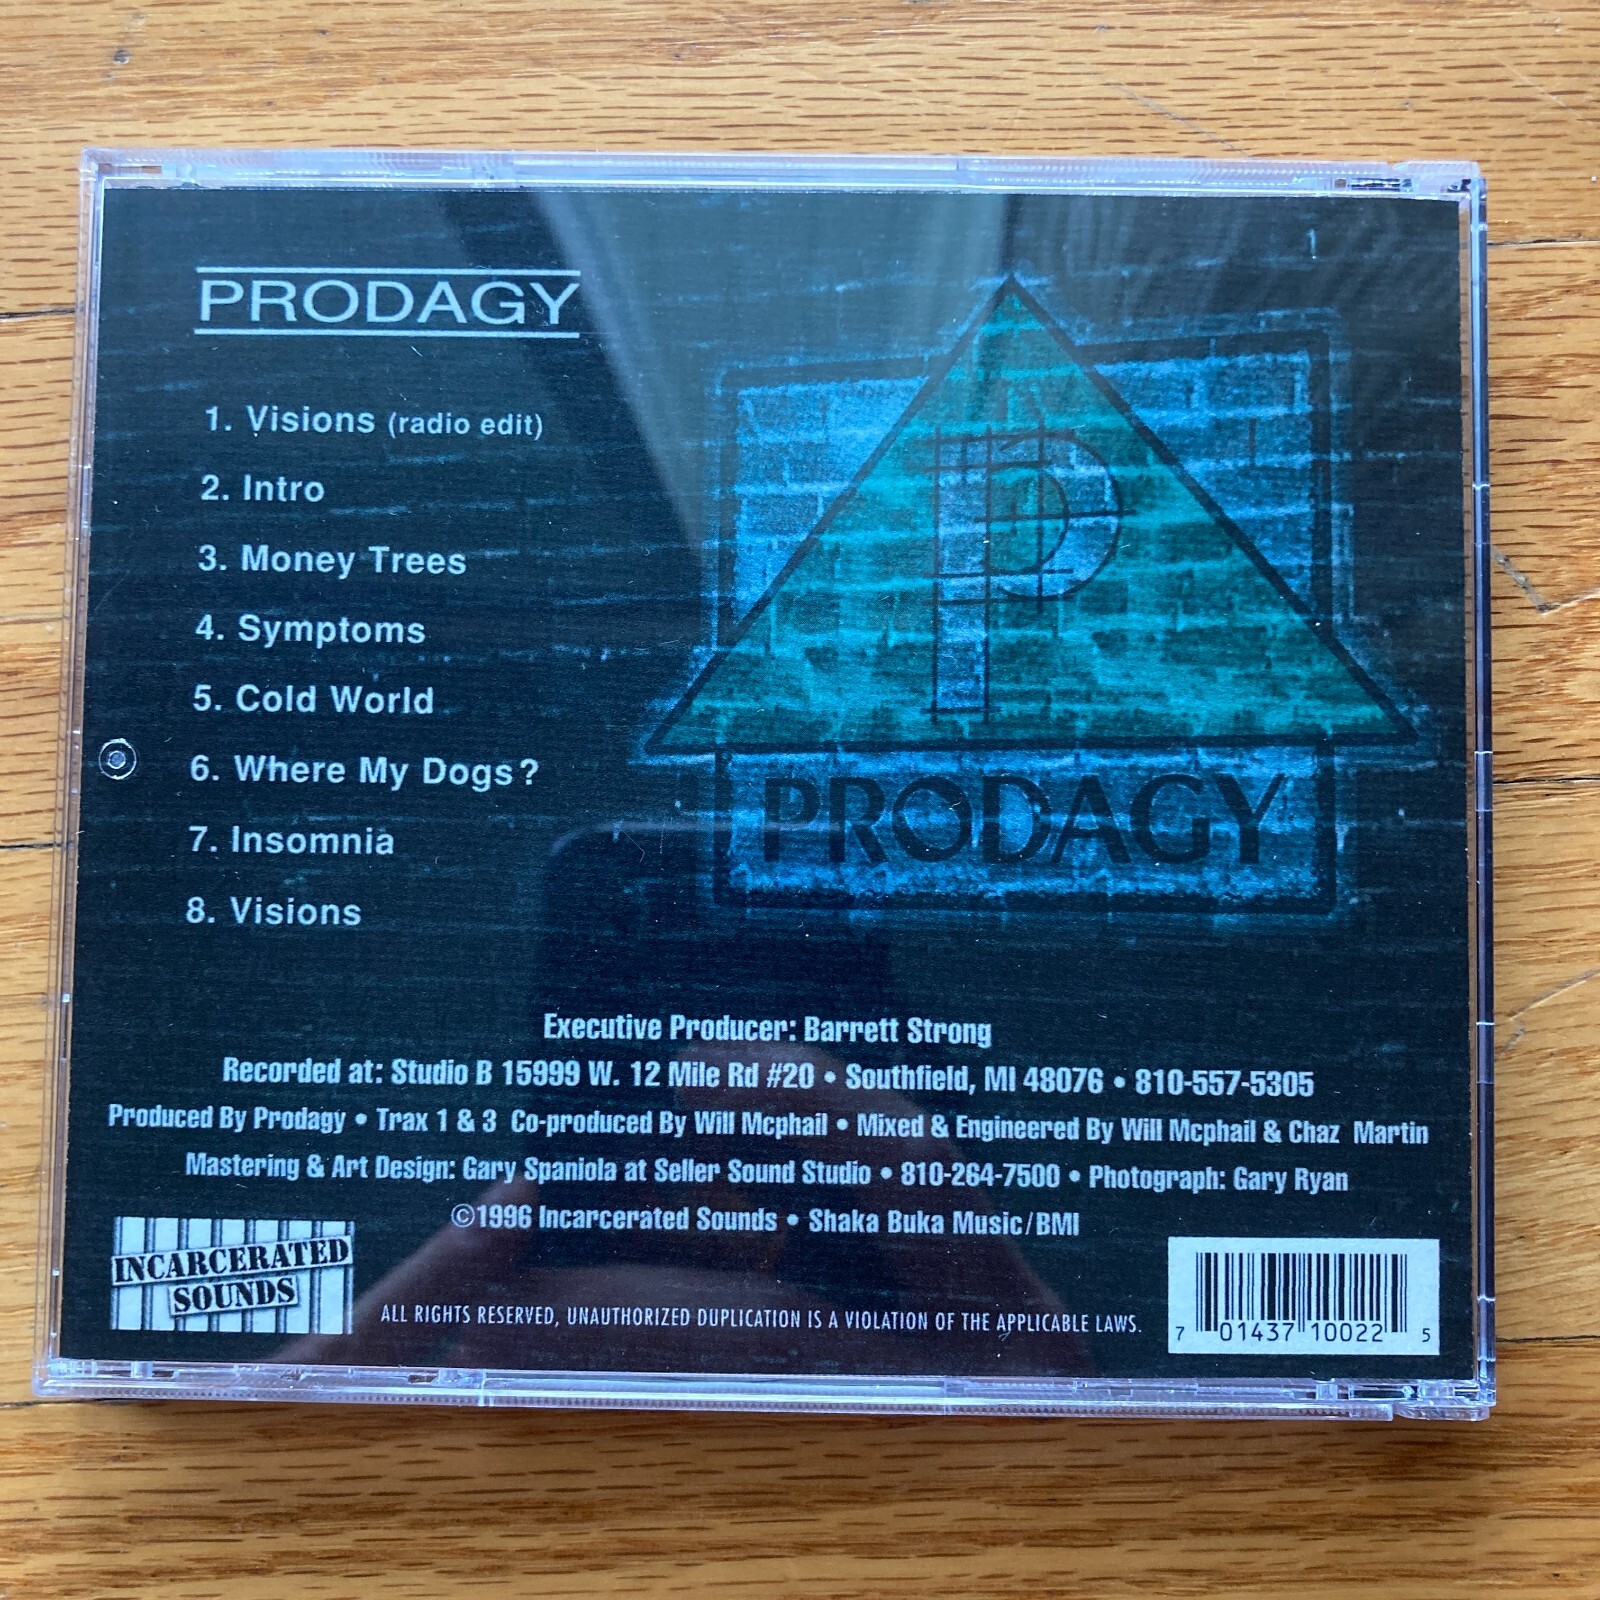 PRODAGY
1. Visions (radio edit)
2. Intro
3. Money Trees
4. Symptoms
5. Cold World
6. Where My Dogs?
7. Insomnia
8. Visions
P
PRODAGY
Executive Producer: Barrett Strong
Recorded at: Studio B 15999 W. 12 Mile Rd #20 • Southfield, MI 48076 • 810-557-5305
Produced By Prodagy • Trax 1 & 3 Co-produced By Will Mcphail • Mixed & Engineered By Will Mcphail & Chaz Martin
Mastering & Art Design: Gary Spaniola at Seller Sound Studio • 810-264-7500 • Photograph: Gary Ryan
©1996 Incarcerated Sounds • Shaka Buka Music/BMI
INCARCERATED
SOUNDS
ALL RIGHTS RESERVED, UNAUTHORIZED DUPLICATION IS A VIOLATION OF THE APPLICABLE LAWS.
7 01437 10022 5